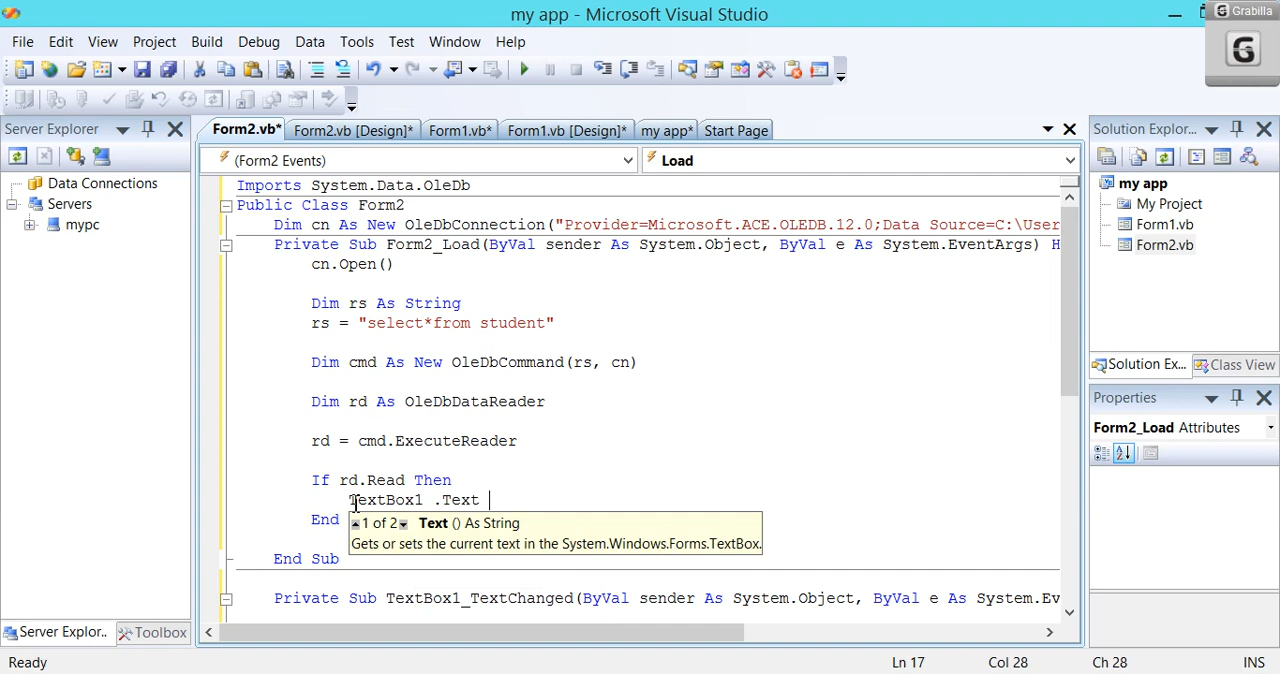 my app - Microsoft Visual Studio
Grabilla
G
File Edit View Project Build Debug Data Tools Test Window Help
Server Explorer
Form2.vb* Form2.vb [Design]* Form1.vb* Form1.vb [Design]* my app* Start Page
Solution Explor...
(Form2 Events) Load
Data Connections
Servers
mypc
my app
My Project
Form1.vb
Form2.vb
Imports System.Data.OleDb
Public Class Form2
Dim cn As New OleDbConnection("Provider=Microsoft.ACE.OLEDB.12.0;Data Source=C:\User
Private Sub Form2_Load(ByVal sender As System.Object, ByVal e As System.EventArgs) H
cn.Open()
Dim rs As String
rs = "select*from student"
Dim cmd As New OleDbCommand(rs, cn)
Dim rd As OleDbDataReader
rd = cmd.ExecuteReader
If rd.Read Then
TextBox1 .Text
End
1 of 2 Text () As String
Gets or sets the current text in the System.Windows.Forms.TextBox.
End Sub
Private Sub TextBox1_TextChanged(ByVal sender As System.Object, ByVal e As System.Ev
Solution Ex... Class View
Properties
Form2_Load Attributes
Server Explor.. Toolbox
Ready Ln 17 Col 28 Ch 28 INS